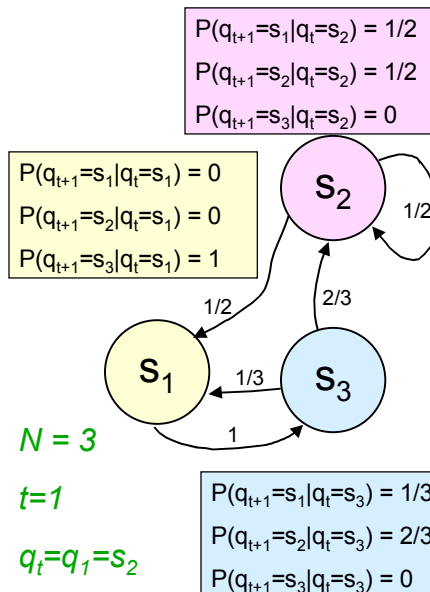 P(q_{t+1}=s_1|q_t=s_2) = 1/2
P(q_{t+1}=s_2|q_t=s_2) = 1/2
P(q_{t+1}=s_3|q_t=s_2) = 0
P(q_{t+1}=s_1|q_t=s_1) = 0
P(q_{t+1}=s_2|q_t=s_1) = 0
P(q_{t+1}=s_3|q_t=s_1) = 1
s_2
1/2
1/2
2/3
s_1
1/3
s_3
1
N = 3
t=1
q_t=q_1=s_2
P(q_{t+1}=s_1|q_t=s_3) = 1/3
P(q_{t+1}=s_2|q_t=s_3) = 2/3
P(q_{t+1}=s_3|q_t=s_3) = 0